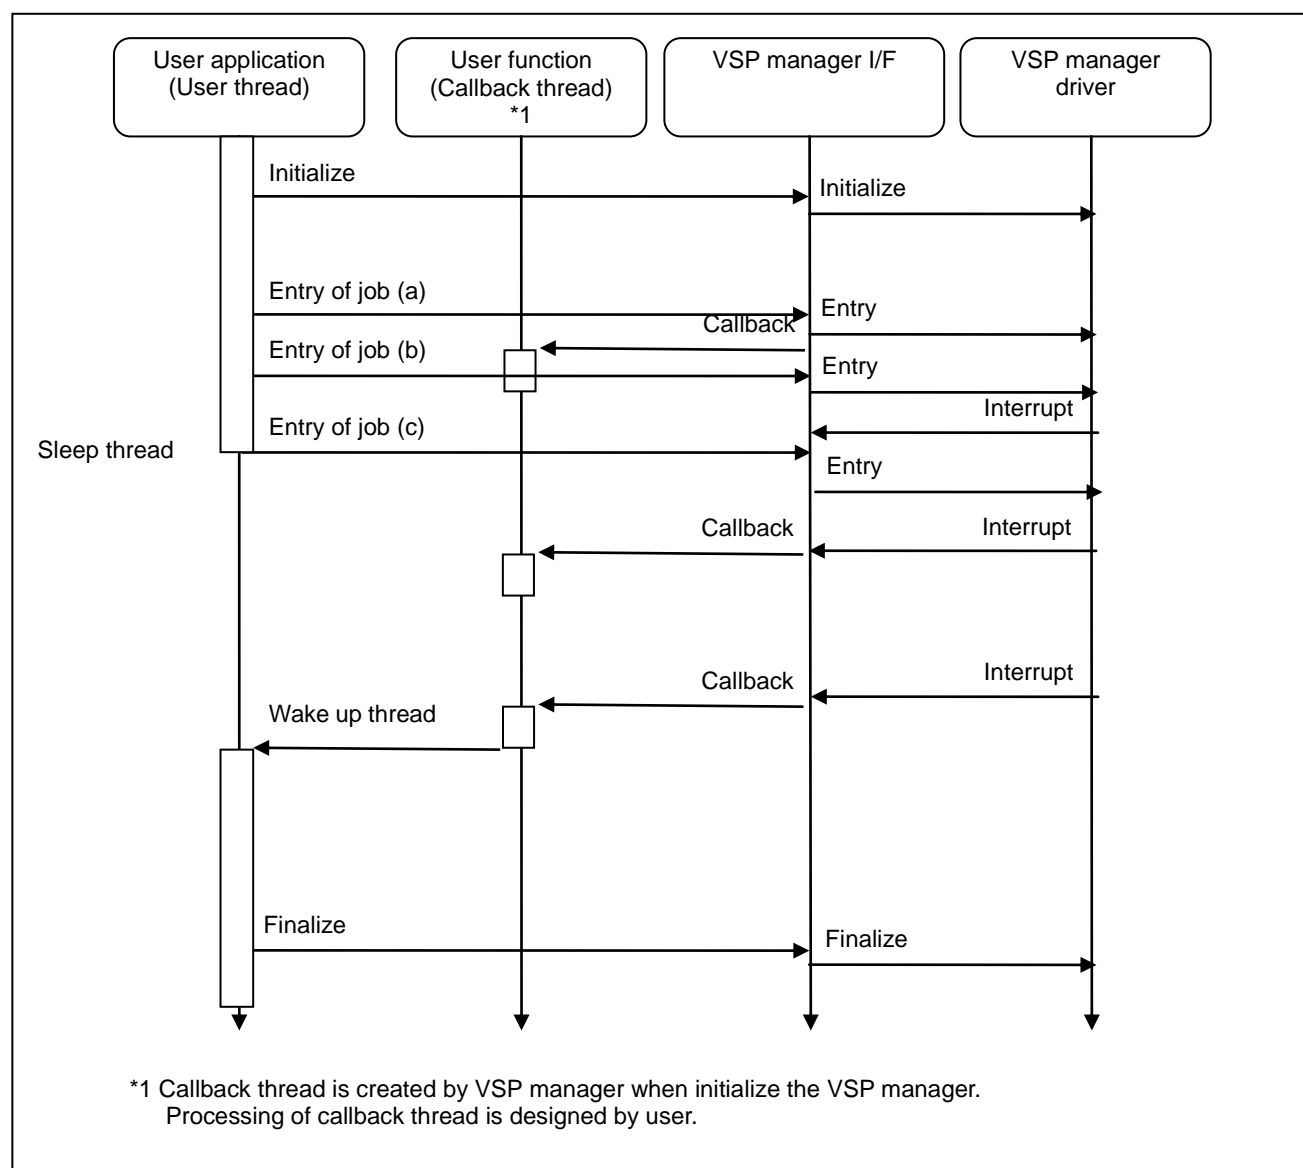 User application
(User thread)
User function
(Callback thread)
*1
VSP manager I/F
VSP manager
driver
Initialize
Initialize
Entry of job (a)
Entry
Callback
Entry of job (b)
Entry
Interrupt
Entry of job (c)
Sleep thread
Entry
Callback
Interrupt
Callback
Interrupt
Wake up thread
Finalize
Finalize
*1 Callback thread is created by VSP manager when initialize the VSP manager.
Processing of callback thread is designed by user.